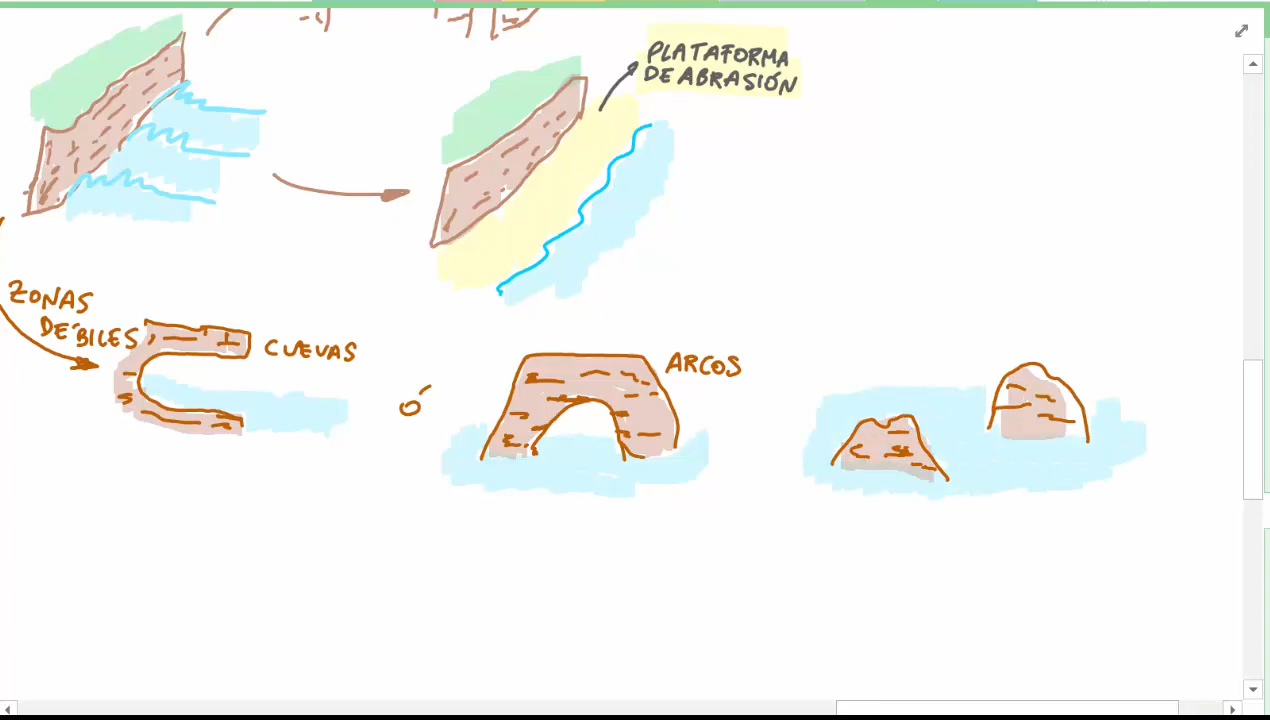 PLATAFORMA
DE ABRASIÓN
ZONAS
DÉBILES
CUEVAS
ó
ARCOS